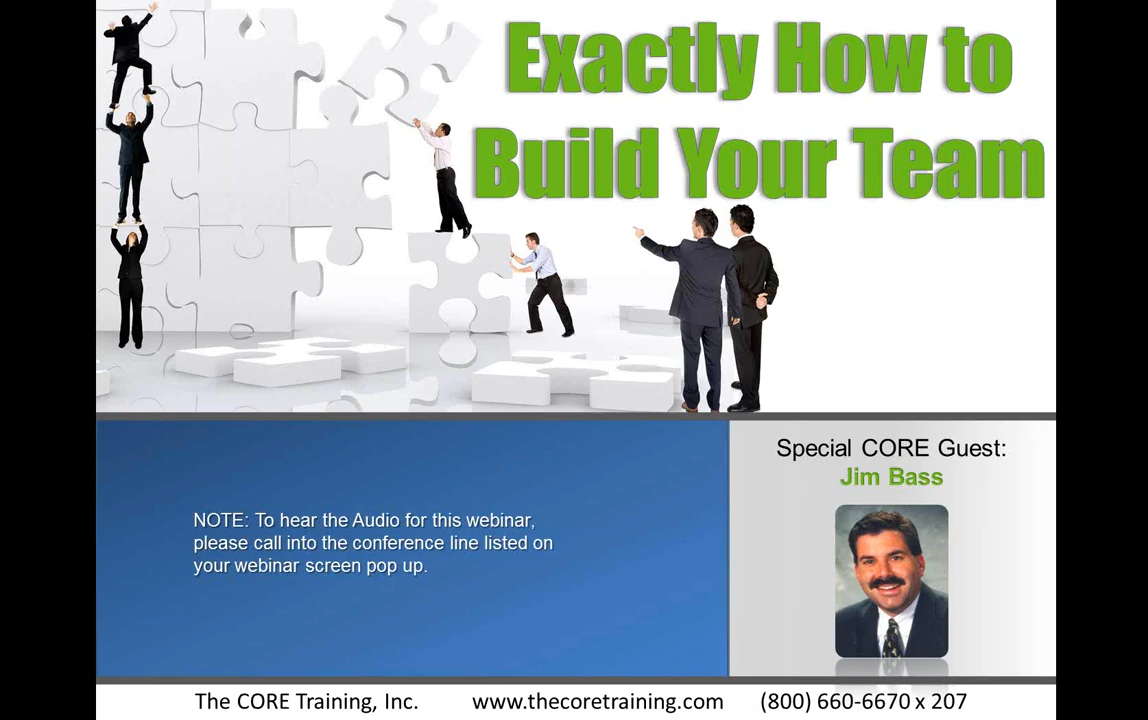 Exactly How to
Build Your Team
Special CORE Guest:
Jim Bass
NOTE: To hear the Audio for this webinar,
please call into the conference line listed on
your webinar screen pop up.
The CORE Training, Inc. www.thecoretraining.com (800) 660-6670 x 207